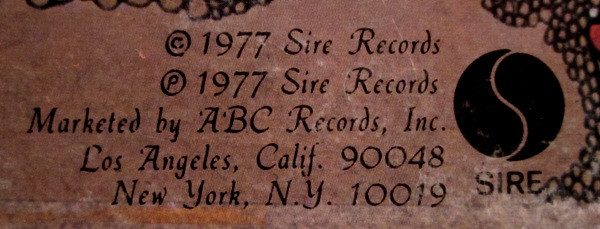 © 1977 Sire Records
℗ 1977 Sire Records
Marketed by ABC Records, Inc.
Los Angeles, Calif. 90048
New York, N.Y. 10019
SIRE